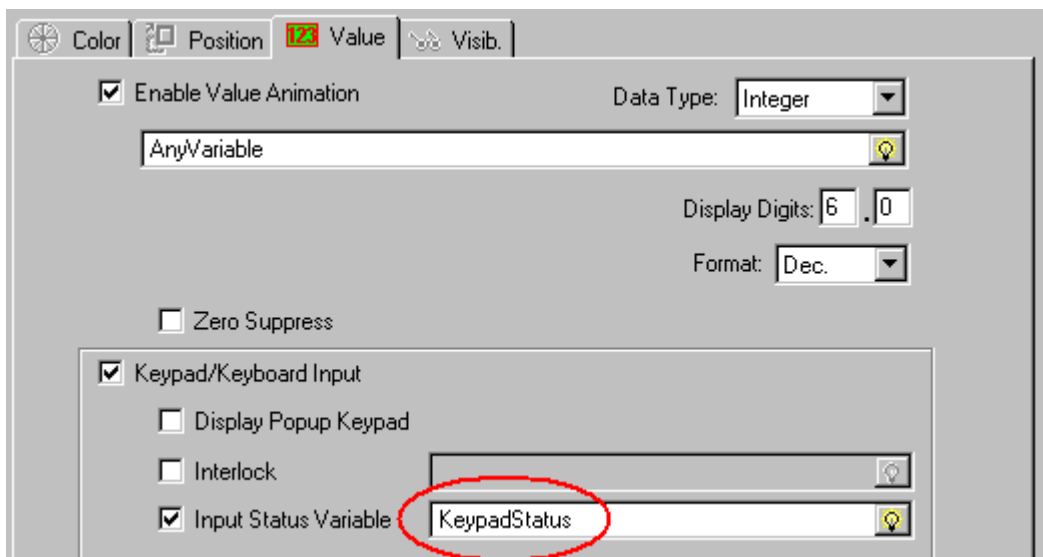 Color Position 123 Value Visib.
Enable Value Animation Data Type: Integer
AnyVariable
Display Digits: 6 . 0
Format: Dec.
Zero Suppress
Keypad/Keyboard Input
Display Popup Keypad
Interlock
Input Status Variable KeypadStatus